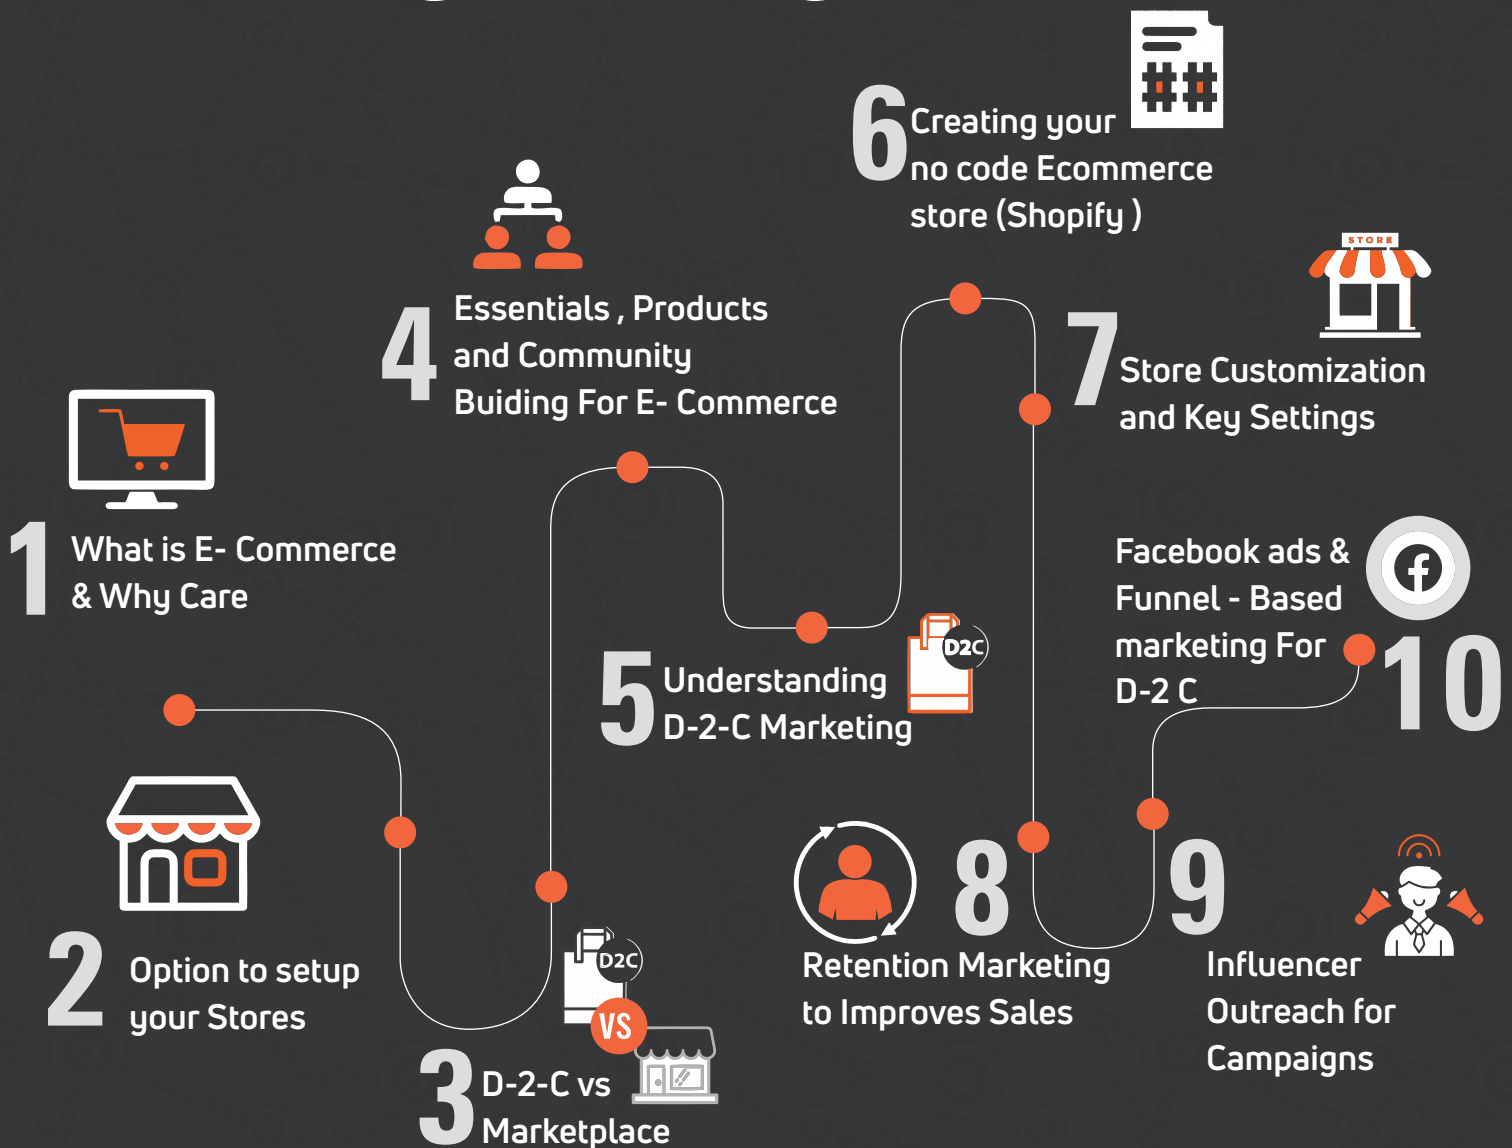 1
What is E- Commerce
& Why Care
2
Option to setup
your Stores
3
D2C
VS
D-2-C vs
Marketplace
4
Essentials , Products
and Community
Buiding For E- Commerce
5
Understanding
D-2-C Marketing
D2C
6
Creating your
no code Ecommerce
store (Shopify )
7
STORE
Store Customization
and Key Settings
8
Retention Marketing
to Improves Sales
9
Influencer
Outreach for
Campaigns
10
Facebook ads &
Funnel - Based
marketing For
D-2 C